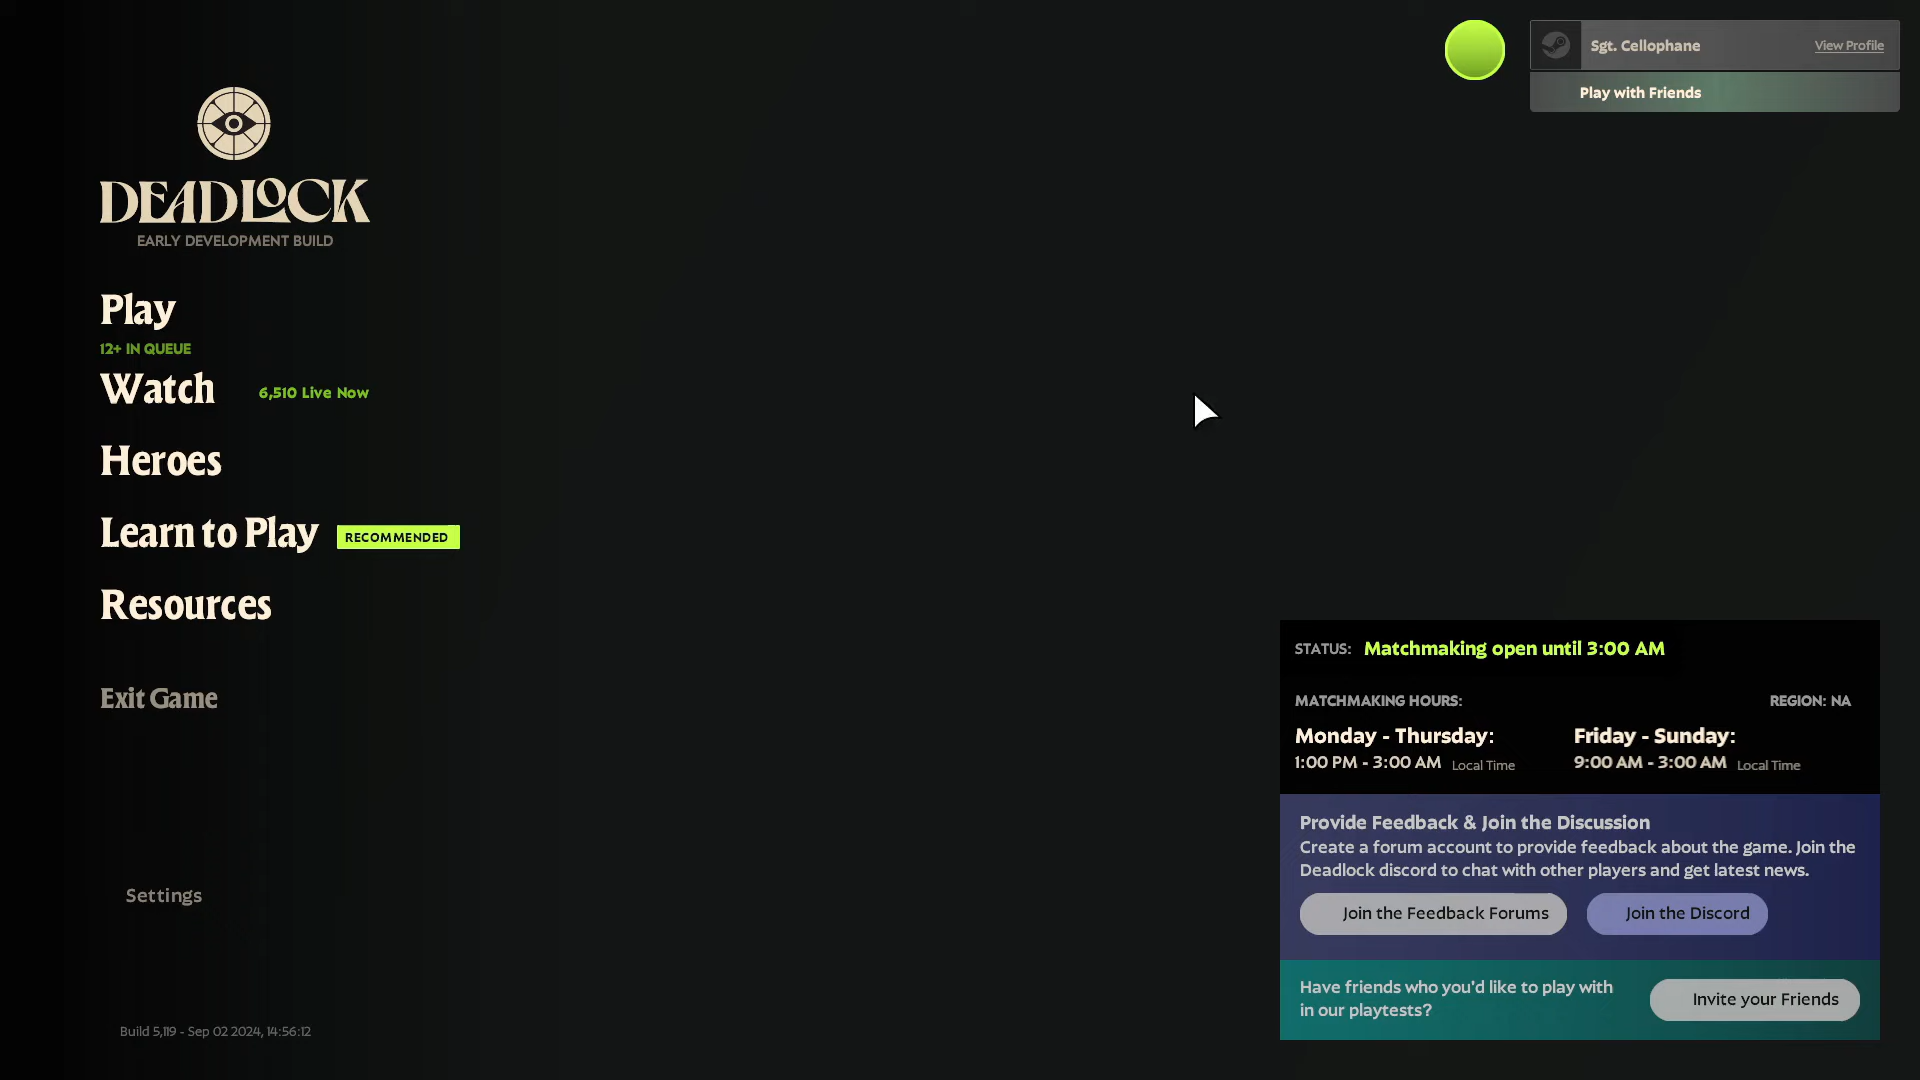 Sgt. Cellophane
View Profile
Play with Friends
DEADLOCK
EARLY DEVELOPMENT BUILD
Play
12+ IN QUEUE
Watch
6,510 Live Now
Heroes
Learn to Play
RECOMMENDED
Resources
Exit Game
Settings
Build 5,119 - Sep 02 2024, 14:56:12
STATUS: Matchmaking open until 3:00 AM
MATCHMAKING HOURS:
REGION: NA
Monday - Thursday:
1:00 PM - 3:00 AM Local Time
Friday - Sunday:
9:00 AM - 3:00 AM Local Time
Provide Feedback & Join the Discussion
Create a forum account to provide feedback about the game. Join the
Deadlock discord to chat with other players and get latest news.
Join the Feedback Forums
Join the Discord
Have friends who you'd like to play with
in our playtests?
Invite your Friends